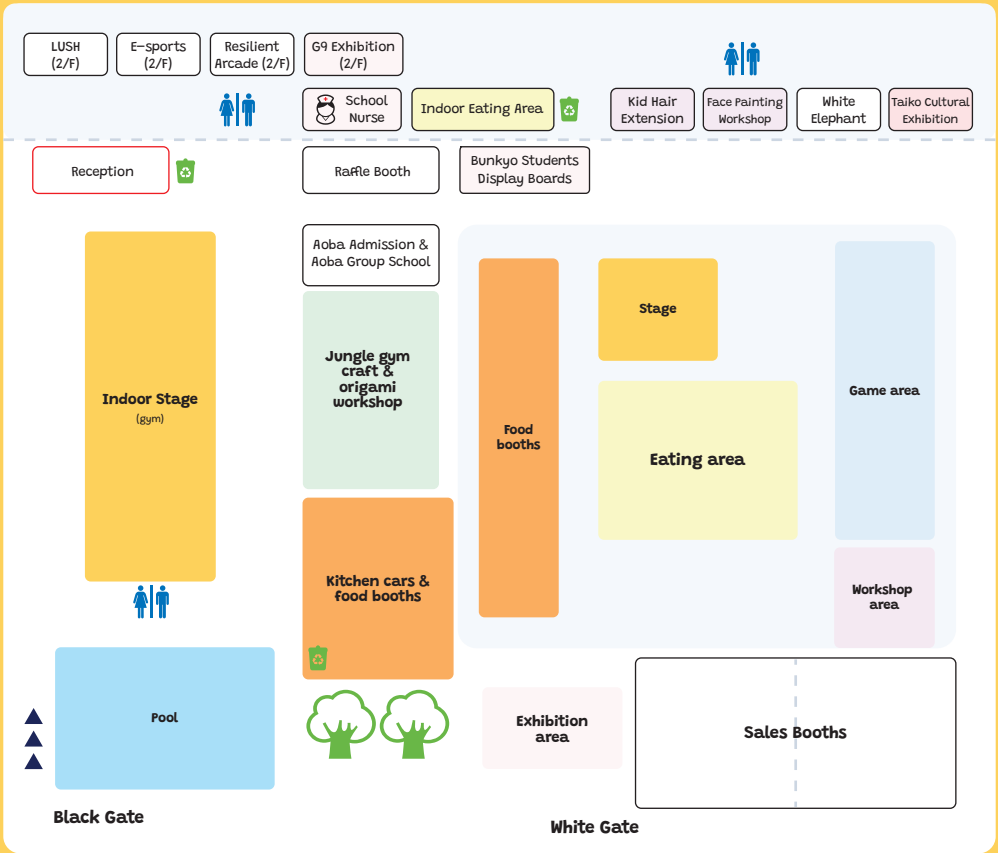 LUSH
(2/F)
E-sports
(2/F)
Resilient
Arcade (2/F)
G9 Exhibition
(2/F)
School
Nurse
Indoor Eating Area
Kid Hair
Extension
Face Painting
Workshop
White
Elephant
Taiko Cultural
Exhibition
Reception
Raffle Booth
Bunkyo Students
Display Boards
Aoba Admission &
Aoba Group School
Indoor Stage
(gym)
Jungle gym
craft &
origami
workshop
Food
booths
Stage
Eating area
Game area
Kitchen cars &
food booths
Workshop
area
Pool
Exhibition
area
Sales Booths
Black Gate
White Gate